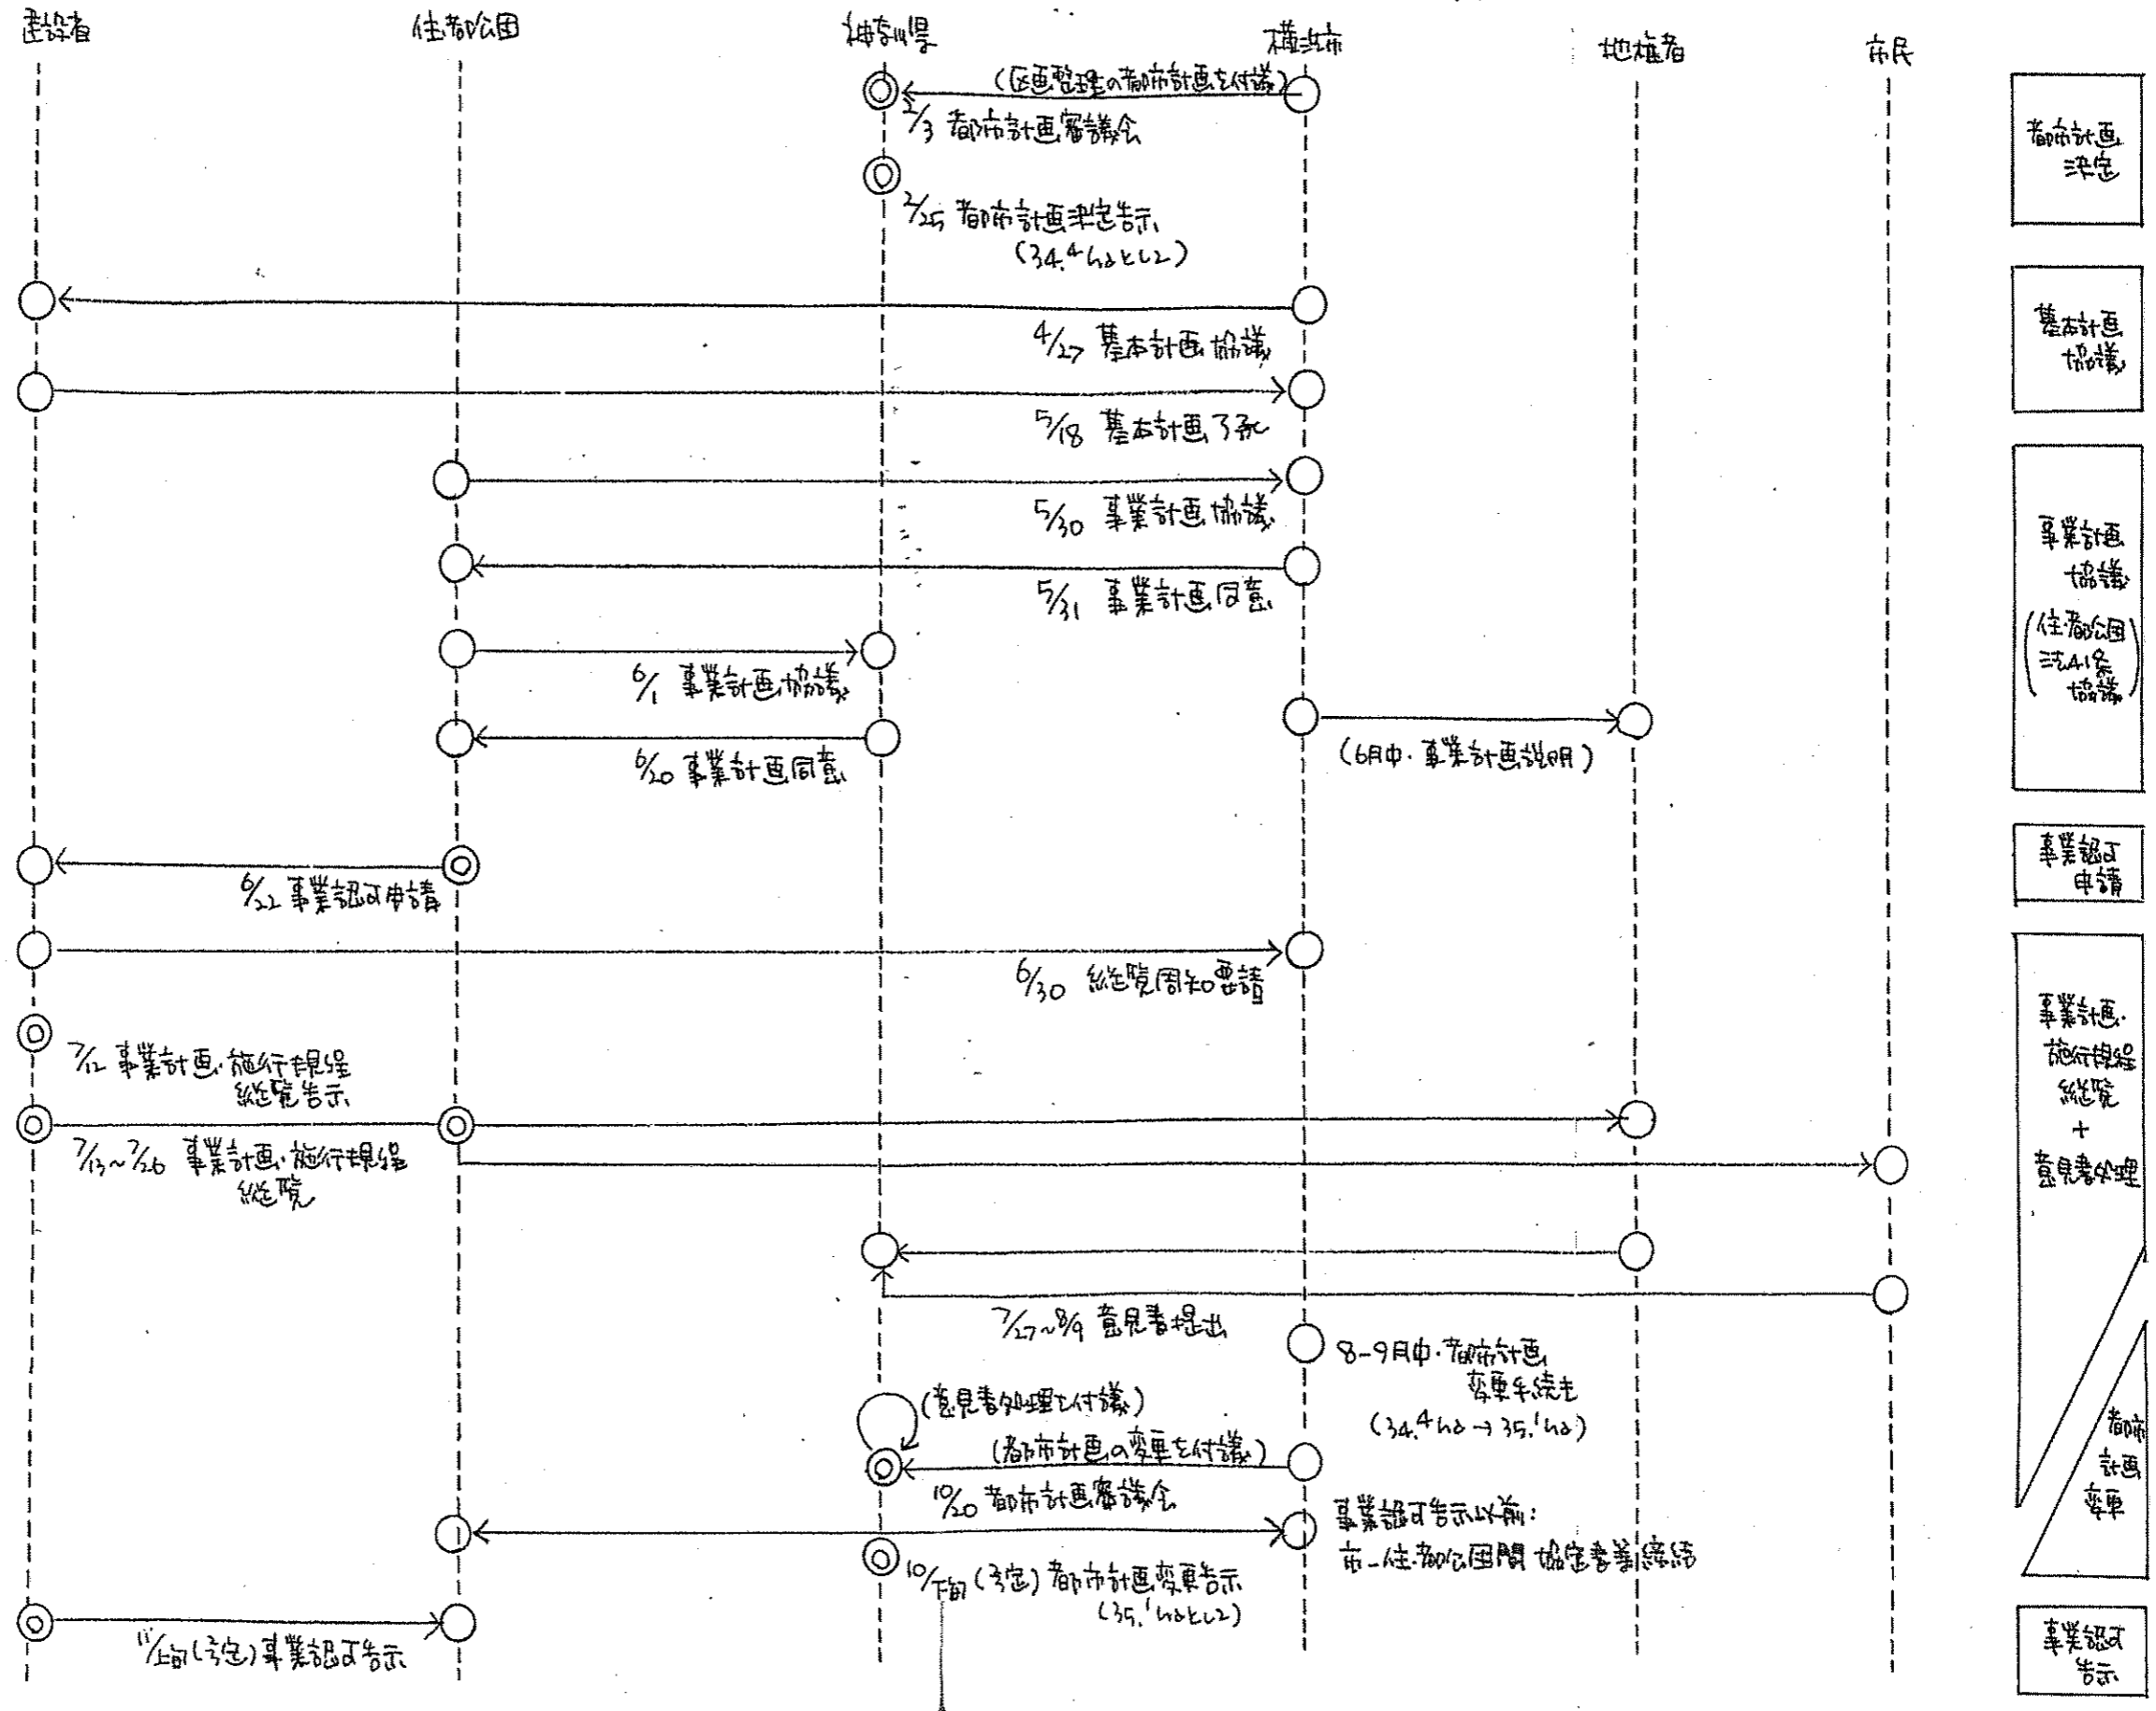 建設省
住都公団
神奈川県
横浜市
地権者
市民
(区画整理の都市計画を付議)
2/3 都市計画審議会
2/25 都市計画決定告示
(34.4haとして)
都市計画
決定
4/27 基本計画協議
5/18 基本計画了承
基本計画
協議
5/30 事業計画協議
5/31 事業計画同意
6/1 事業計画協議
(6月中・事業計画説明)
6/20 事業計画同意
事業計画
協議
(住都公団
法41条
協議)
6/22 事業認可申請
事業認可
申請
6/30 縦覧周知要請
7/12 事業計画・施行規程
縦覧告示
7/13~7/26 事業計画・施行規程
縦覧
7/27~8/9 意見書提出
事業計画・
施行規程
縦覧
+
意見書処理
8-9月中・都市計画
変更手続き
(34.4ha→35.1ha)
(意見書処理を付議)
(都市計画の変更を付議)
10/20 都市計画審議会
事業認可告示以前:
市-住都公団間 協定書等締結
10/下旬(予定)都市計画変更告示
(35.1haとして)
都市
計画
変更
11/上旬(予定)事業認可告示
事業認可
告示